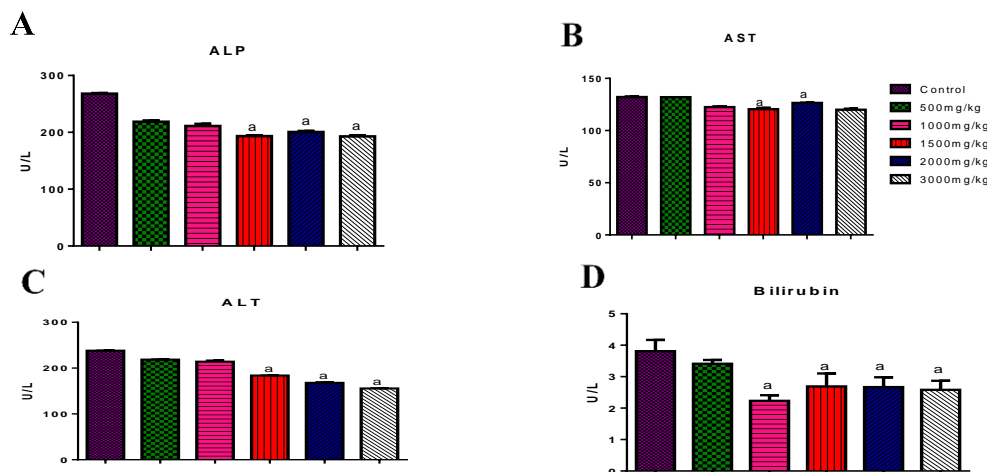 A
ALP
300
200
100
0
U/L
a
a
a
B
AST
150
100
50
0
U/L
a
a
Control
500mg/kg
1000mg/kg
1500mg/kg
2000mg/kg
3000mg/kg
C
ALT
300
200
100
0
U/L
a
a
a
D
Bilirubin
5
4
3
2
1
0
U/L
a
a
a
a